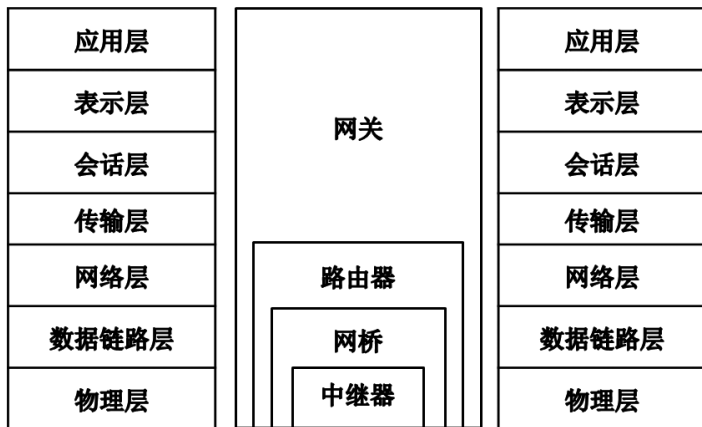 应用层
表示层
会话层
传输层
网络层
数据链路层
物理层
网关
路由器
网桥
中继器
应用层
表示层
会话层
传输层
网络层
数据链路层
物理层